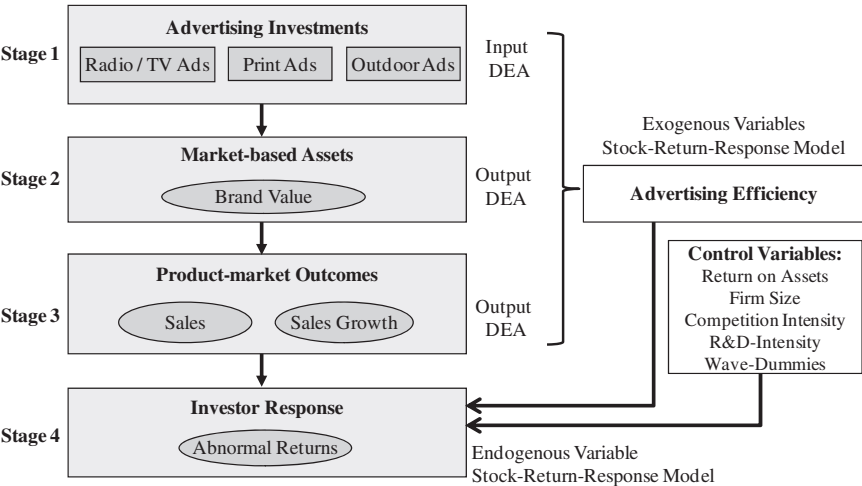 Advertising Investments
Stage 1
Radio / TV Ads
Print Ads
Outdoor Ads
Input
DEA
Market-based Assets
Stage 2
Brand Value
Output
DEA
Product-market Outcomes
Stage 3
Sales
Sales Growth
Output
DEA
Investor Response
Stage 4
Abnormal Returns
Exogenous Variables
Stock-Return-Response Model
Advertising Efficiency
Control Variables:
Return on Assets
Firm Size
Competition Intensity
R&D-Intensity
Wave-Dummies
Endogenous Variable
Stock-Return-Response Model